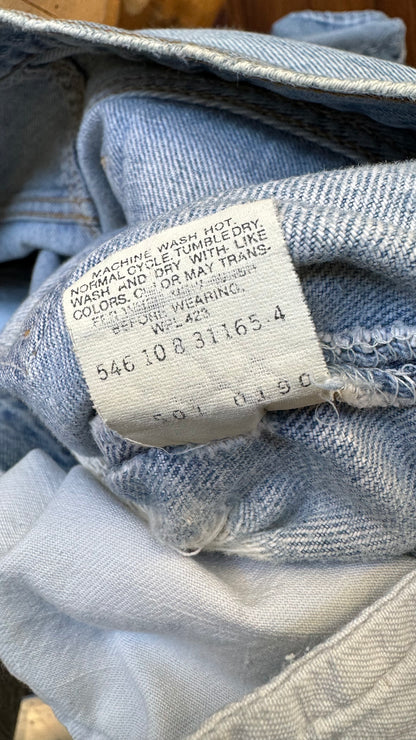 MACHINE WASH HOT.
NORMAL CYCLE, TUMBLE DRY.
WASH AND DRY WITH LIKE
COLORS. COLOR MAY TRANS-
BEFORE WEARING.
WPL 423
546 10 8 31165.4
501 0190